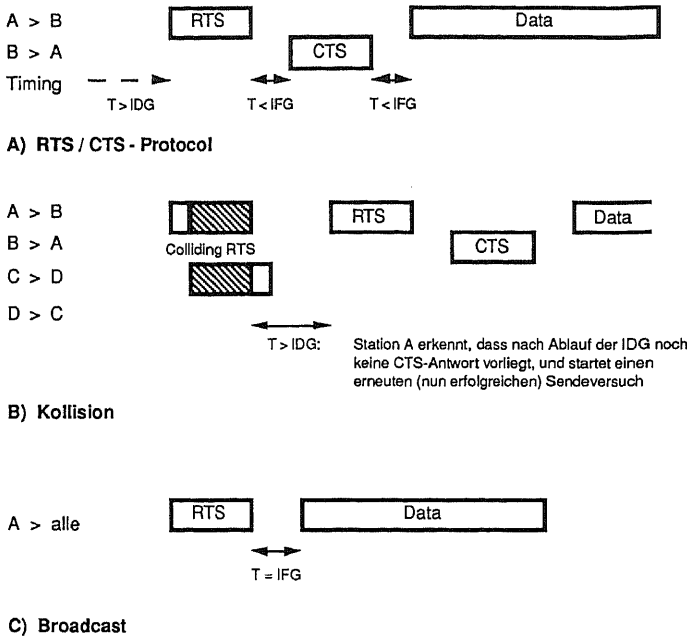 A > B RTS Data
B > A CTS
Timing
T > IDG T < IFG T < IFG
A) RTS / CTS - Protocol
A > B RTS Data
B > A CTS
Colliding RTS
C > D
D > C
T > IDG: Station A erkennt, dass nach Ablauf der IDG noch
keine CTS-Antwort vorliegt, und startet einen
erneuten (nun erfolgreichen) Sendeversuch
B) Kollision
A > alle RTS Data
T = IFG
C) Broadcast